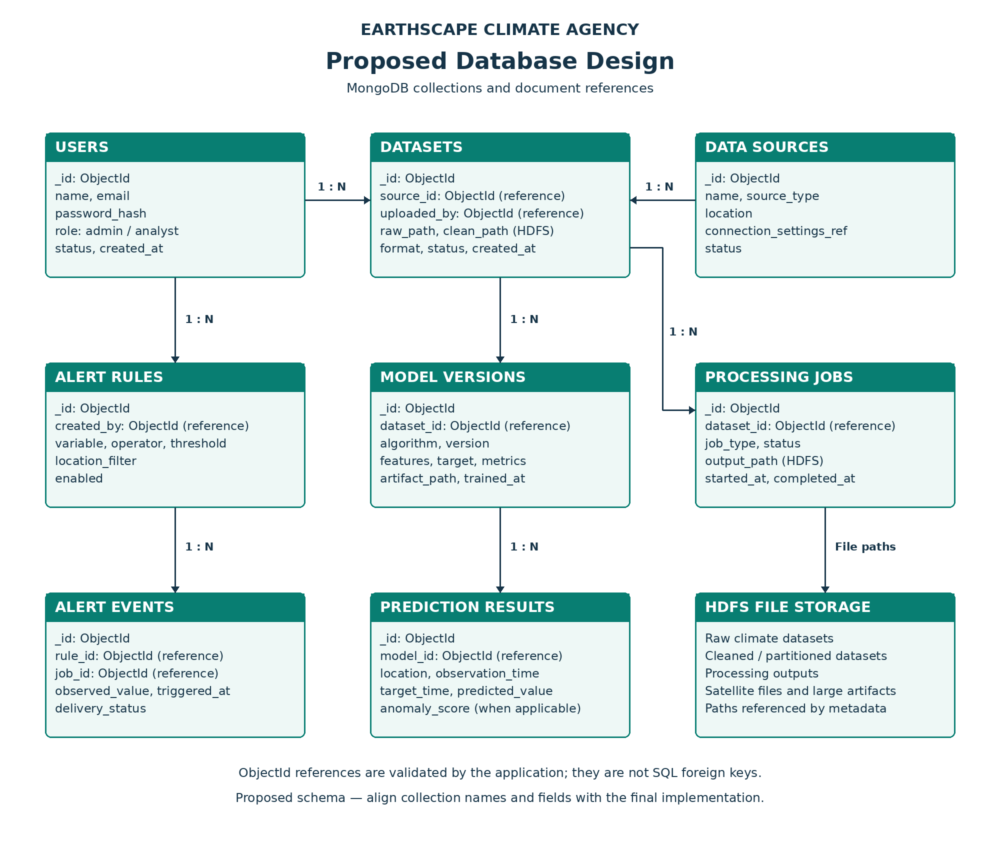 EARTHSCAPE CLIMATE AGENCY
Proposed Database Design
MongoDB collections and document references
USERS
_id: ObjectId
name, email
password_hash
role: admin / analyst
status, created_at
1 : N
DATASETS
_id: ObjectId
source_id: ObjectId (reference)
uploaded_by: ObjectId (reference)
raw_path, clean_path (HDFS)
format, status, created_at
1 : N
DATA SOURCES
_id: ObjectId
name, source_type
location
connection_settings_ref
status
1 : N
1 : N
1 : N
ALERT RULES
_id: ObjectId
created_by: ObjectId (reference)
variable, operator, threshold
location_filter
enabled
MODEL VERSIONS
_id: ObjectId
dataset_id: ObjectId (reference)
algorithm, version
features, target, metrics
artifact_path, trained_at
PROCESSING JOBS
_id: ObjectId
dataset_id: ObjectId (reference)
job_type, status
output_path (HDFS)
started_at, completed_at
1 : N
1 : N
File paths
ALERT EVENTS
_id: ObjectId
rule_id: ObjectId (reference)
job_id: ObjectId (reference)
observed_value, triggered_at
delivery_status
PREDICTION RESULTS
_id: ObjectId
model_id: ObjectId (reference)
location, observation_time
target_time, predicted_value
anomaly_score (when applicable)
HDFS FILE STORAGE
Raw climate datasets
Cleaned / partitioned datasets
Processing outputs
Satellite files and large artifacts
Paths referenced by metadata
ObjectId references are validated by the application; they are not SQL foreign keys.
Proposed schema — align collection names and fields with the final implementation.